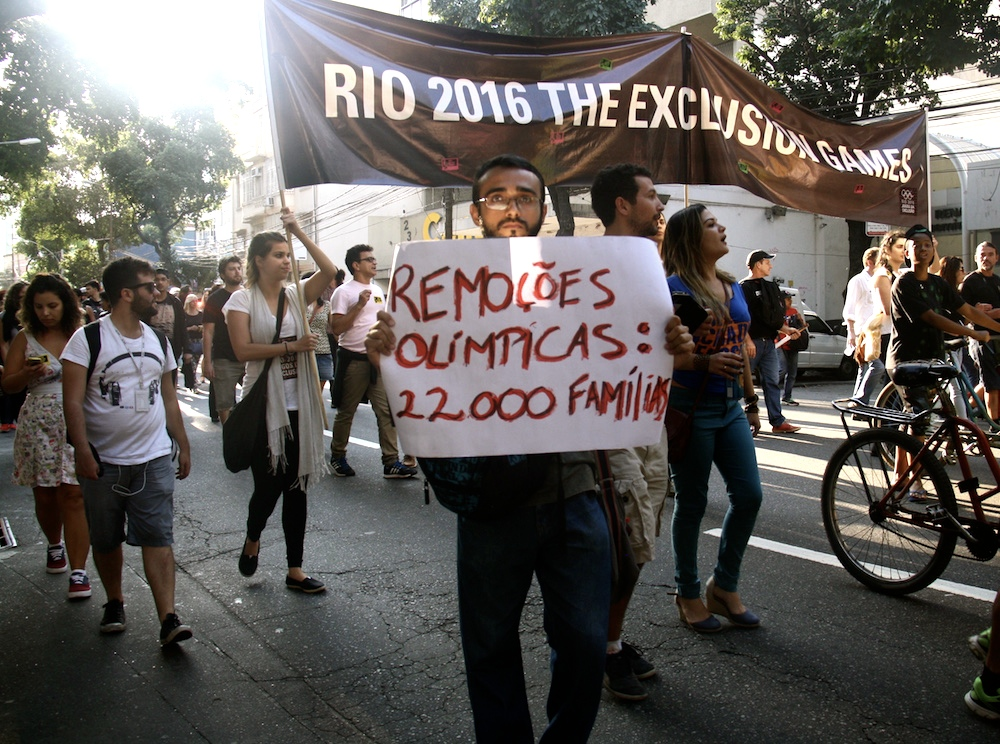 RIO 2016 THE EXCLUSION GAMES
REMOÇÕES
OLÍMPICAS:
22.000 FAMÍLIAS